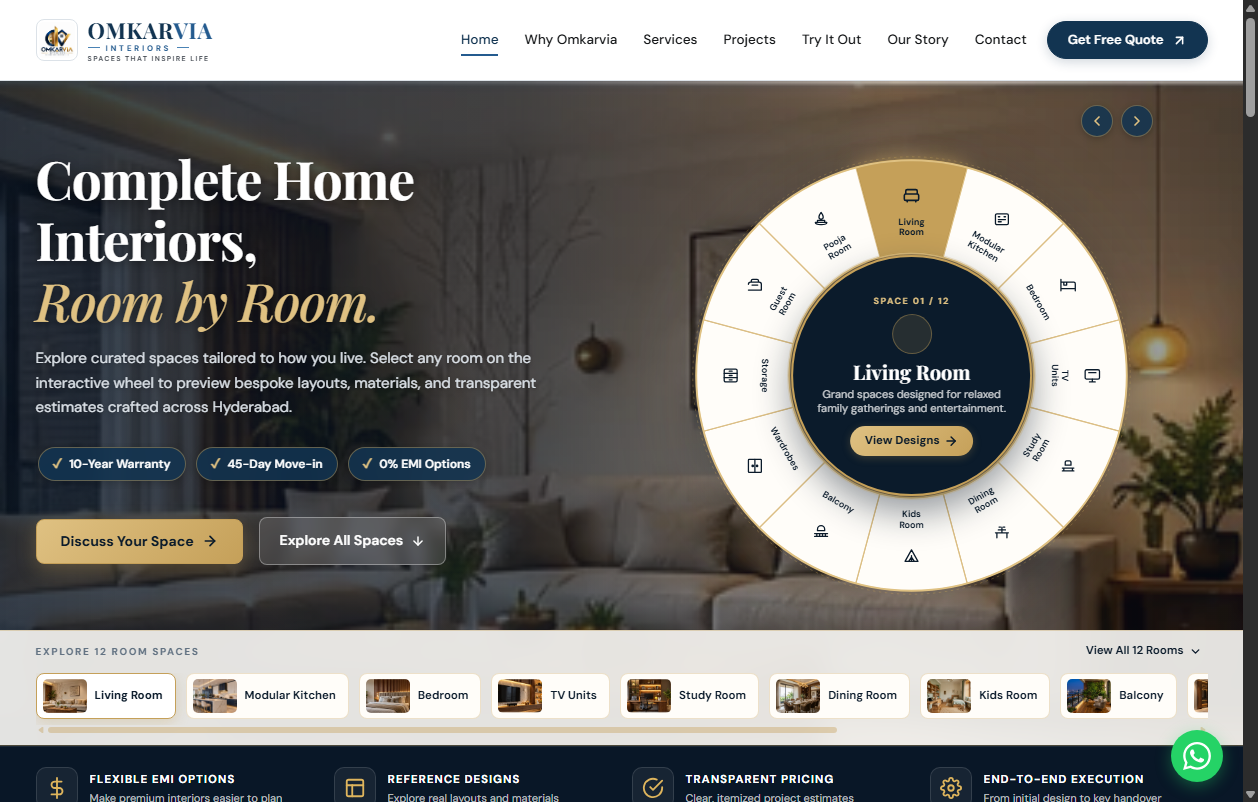 OMKARVIA
INTERIORS
SPACES THAT INSPIRE LIFE
Home
Why Omkarvia
Services
Projects
Try It Out
Our Story
Contact
Get Free Quote
Complete Home
Interiors,
Room by Room.
Explore curated spaces tailored to how you live. Select any room on the
interactive wheel to preview bespoke layouts, materials, and transparent
estimates crafted across Hyderabad.
✓ 10-Year Warranty
✓ 45-Day Move-in
✓ 0% EMI Options
Discuss Your Space →
Explore All Spaces ↓
Living
Room
Modular
Kitchen
Bedroom
TV
Units
Study
Room
Dining
Room
Kids
Room
Balcony
Wardrobes
Storage
Guest
Room
Pooja
Room
SPACE 01 / 12
Living Room
Grand spaces designed for relaxed
family gatherings and entertainment.
View Designs →
EXPLORE 12 ROOM SPACES
View All 12 Rooms
Living Room
Modular Kitchen
Bedroom
TV Units
Study Room
Dining Room
Kids Room
Balcony
FLEXIBLE EMI OPTIONS
Make premium interiors easier to plan
REFERENCE DESIGNS
Explore real layouts and materials
TRANSPARENT PRICING
Clear, itemized project estimates
END-TO-END EXECUTION
From initial design to key handover